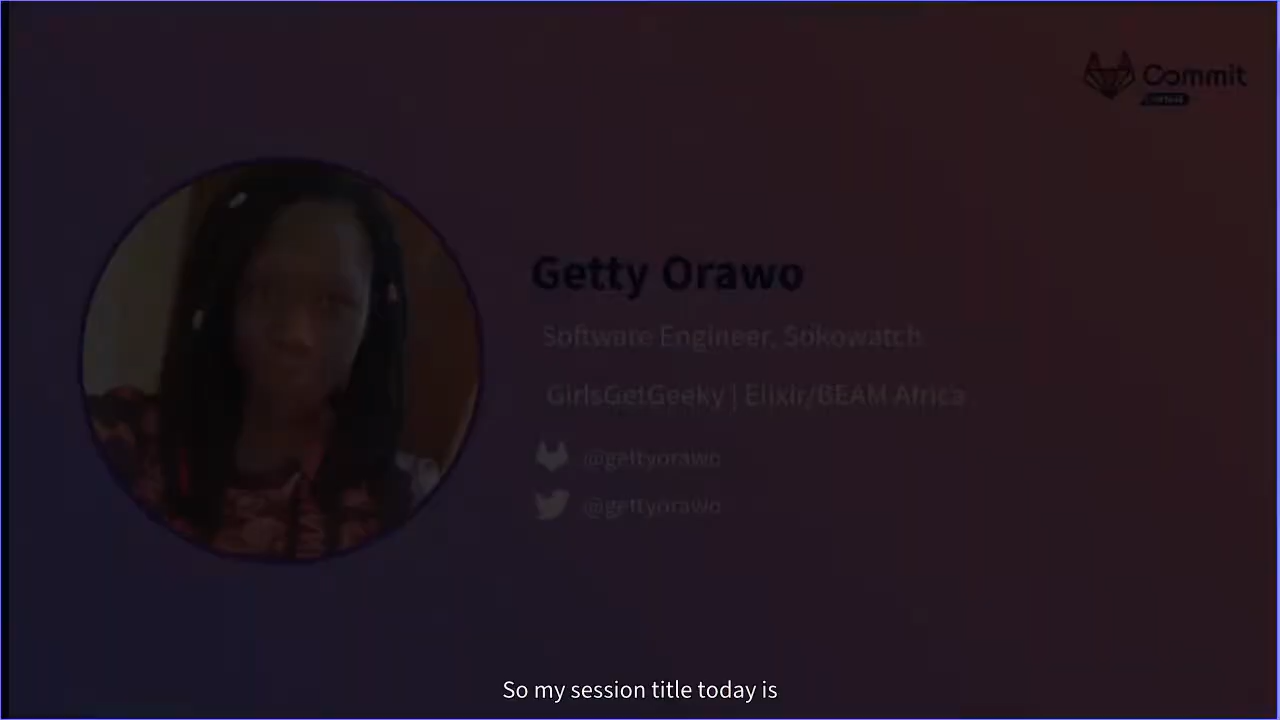 Commit
Getty Orawo
Software Engineer, Sokowatch
GirlsGetGeeky | Elixir/BEAM Africa
@gettyorawo
@gettyorawo
So my session title today is